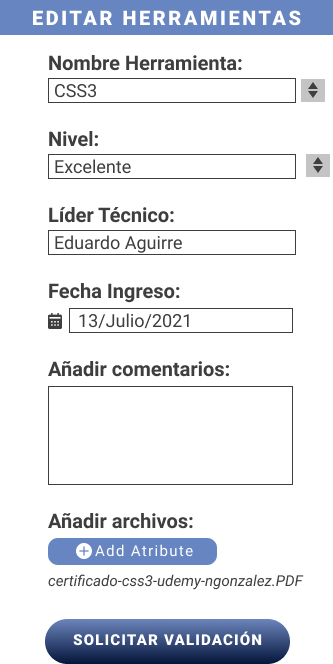 EDITAR HERRAMIENTAS
Nombre Herramienta:
CSS3
Nivel:
Excelente
Líder Técnico:
Eduardo Aguirre
Fecha Ingreso:
13/Julio/2021
Añadir comentarios:
Añadir archivos:
Add Atribute
certificado-css3-udemy-ngonzalez.PDF
SOLICITAR VALIDACIÓN